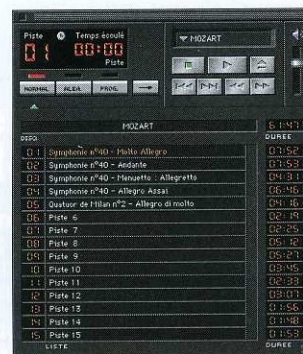 Piste Temps écoulé
01 00:00
Piste
NORMAL ALEA. PROG.
MOZART
MOZART 61:47
DISQ. DUREE
01 Symphonie n°40 - Molto Allegro 07:52
02 Symphonie n°40 - Andante 07:53
03 Symphonie n°40 - Menuetto : Allegretto 04:31
04 Symphonie n°40 - Allegro Assai 06:46
05 Quatuor de Milan n°2 - Allegro di molto 04:16
06 Piste 6 02:19
07 Piste 7 02:25
08 Piste 8 05:12
09 Piste 9 05:27
10 Piste 10 03:45
11 Piste 11 02:33
12 Piste 12 03:07
13 Piste 13 01:56
14 Piste 14 01:48
15 Piste 15 01:53
LISTE DUREE